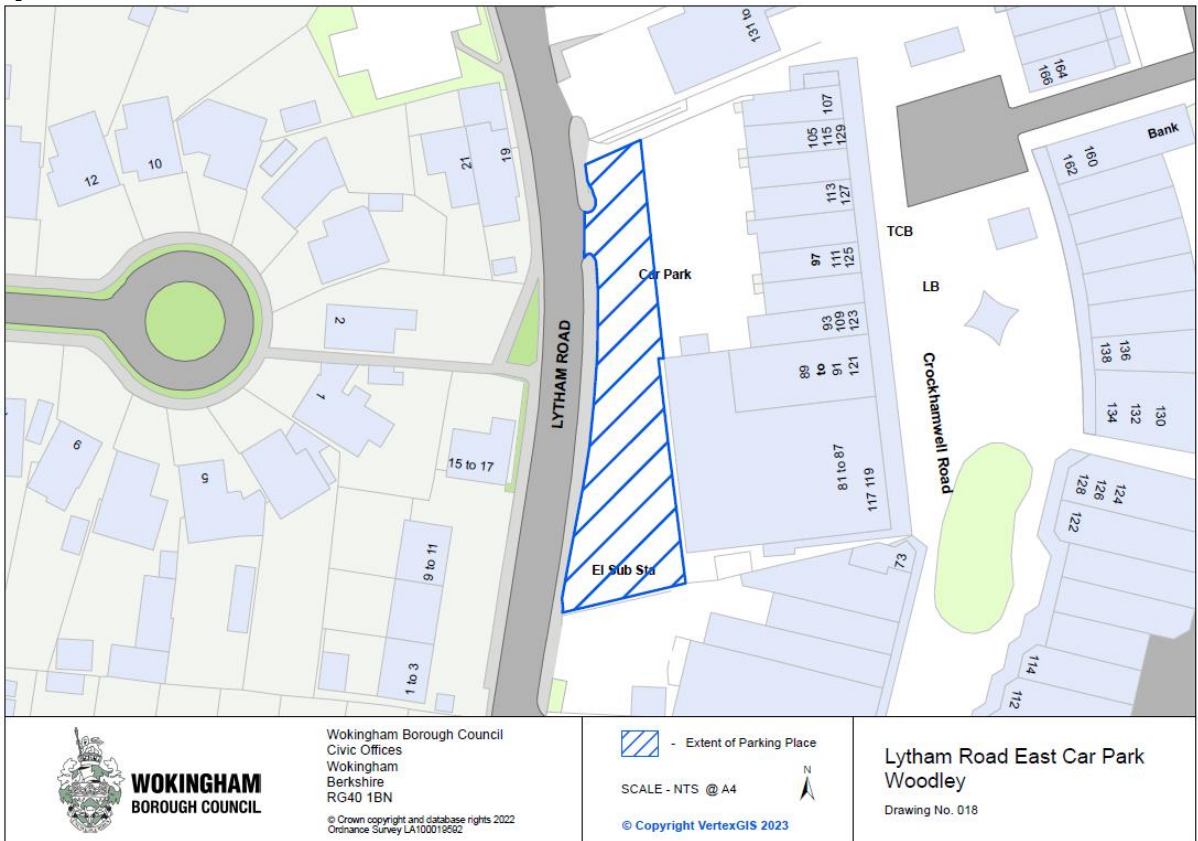 131 to
166 164
107
105 115 129
Bank
162 160
21
19
12
10
113 127
TCB
97 111 125
Car Park
LB
2
93 109 123
138 136
89 to 91 121
Crockhamwell Road
LYTHAM ROAD
134 132 130
1
6
15 to 17
5
81 to 87
117 119
128 126 124
122
9 to 11
El Sub Sta
73
1 to 3
114
112
WOKINGHAM
BOROUGH COUNCIL
Wokingham Borough Council
Civic Offices
Wokingham
Berkshire
RG40 1BN
© Crown copyright and database rights 2022
Ordnance Survey LA100019592
- Extent of Parking Place
SCALE - NTS @ A4
N
© Copyright VertexGIS 2023
Lytham Road East Car Park
Woodley
Drawing No. 018